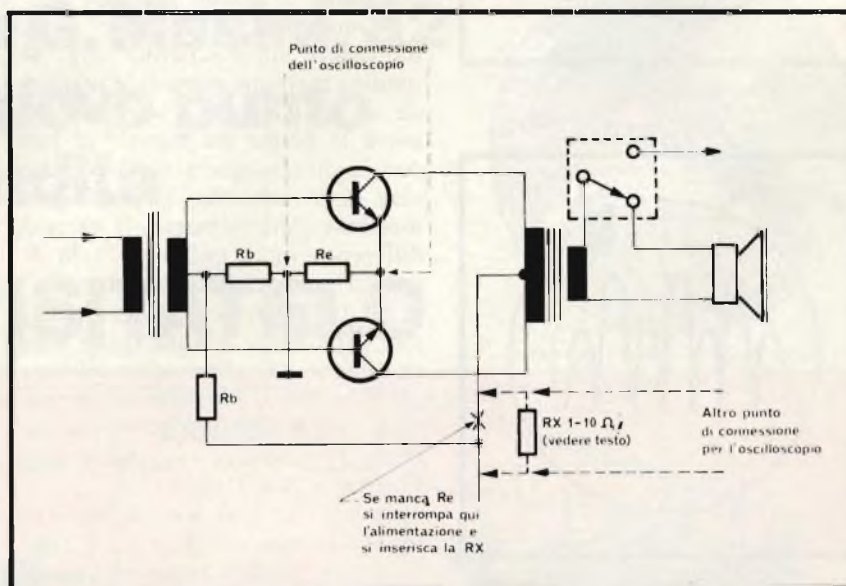 Punto di connessione
dell'oscilloscopio
Rb
Re
Rb
RX 1-10 Ω
(vedere testo)
Altro punto
di connessione
per l'oscilloscopio
Se manca Re
si interrompa qui
l'alimentazione e
si inserisca la RX